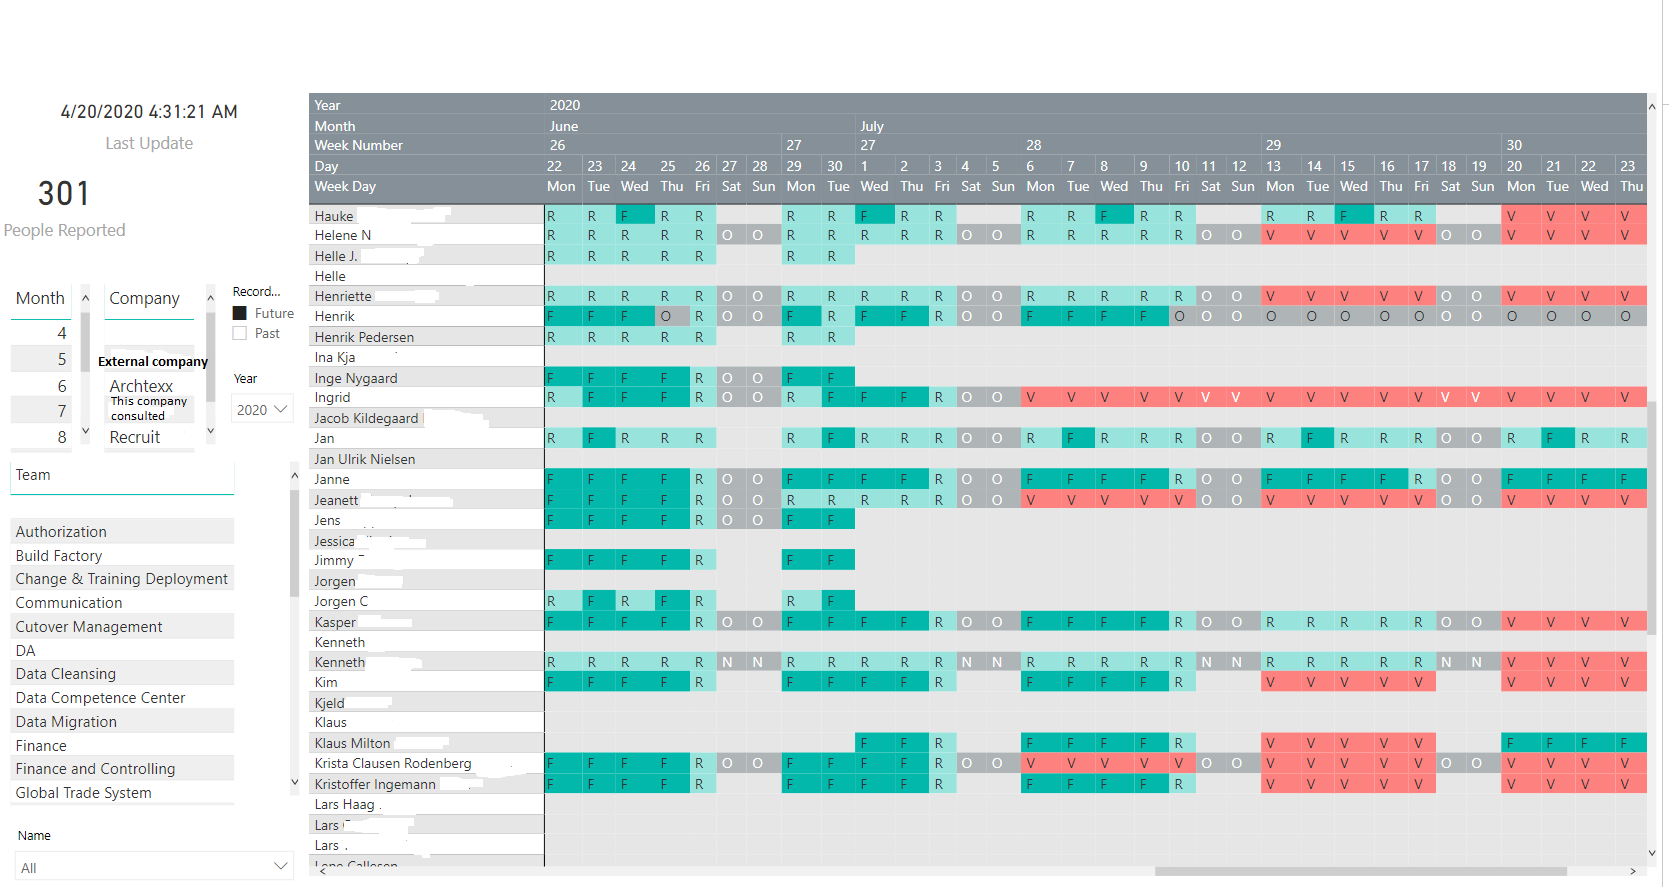 4/20/2020 4:31:21 AM
Last Update
301
People Reported
Month
4
5
6
7
8
Company
External company
Archtexx
This company
consulted
Recruit
Record...
Future
Past
Year
2020
Team
Authorization
Build Factory
Change & Training Deployment
Communication
Cutover Management
DA
Data Cleansing
Data Competence Center
Data Migration
Finance
Finance and Controlling
Global Trade System
Name
All
Year 2020
Month June July
Week Number 26 27 27 28 29 30
Day 22 23 24 25 26 27 28 29 30 1 2 3 4 5 6 7 8 9 10 11 12 13 14 15 16 17 18 19 20 21 22 23
Week Day Mon Tue Wed Thu Fri Sat Sun Mon Tue Wed Thu Fri Sat Sun Mon Tue Wed Thu Fri Sat Sun Mon Tue Wed Thu Fri Sat Sun Mon Tue Wed Thu
Hauke R R F R R R R F R R R R F R R R R F R R V V V V
Helene N R R R R R O O R R R R R O O R R R R R O O V V V V V O O V V V V
Helle J. R R R R R R R
Helle
Henriette R R R R R O O R R R R R O O R R R R R O O V V V V V O O V V V V
Henrik F F F O R O O F R F F R O O F F F F O O O O O O O O O O O O O O
Henrik Pedersen R R R R R R R
Ina Kja
Inge Nygaard F F F F R O O F F
Ingrid R F F F R O O R F F F R O O V V V V V V V V V V V V V V V V V V
Jacob Kildegaard
Jan R F R R R R F R R R O O R F R R R O O R F R R R O O R F R R
Jan Ulrik Nielsen
Janne F F F F R O O F F F F R O O F F F F R O O F F F F R O O F F F F
Jeanett F F F F R O O R R R R R O O V V V V V O O V V V V V O O V V V V
Jens F F F F R O O F F
Jessica
Jimmy F F F F R F F
Jorgen
Jorgen C R F R F R R F
Kasper F F F F R O O F F F F R O O F F F F R O O R R R R R O O V V V V
Kenneth
Kenneth R R R R R N N R R R R R N N R R R R R N N R R R R R N N V V V V
Kim F F F F R F F F F R F F F F R V V V V V V V V V
Kjeld
Klaus
Klaus Milton F F R F F F F R V V V V V F F F F
Krista Clausen Rodenberg F F F F R O O F F F F R O O V V V V V O O V V V V V O O V V V V
Kristoffer Ingemann F F F F R F F F F R F F F F R V V V V V V V V V
Lars Haag
Lars
Lars